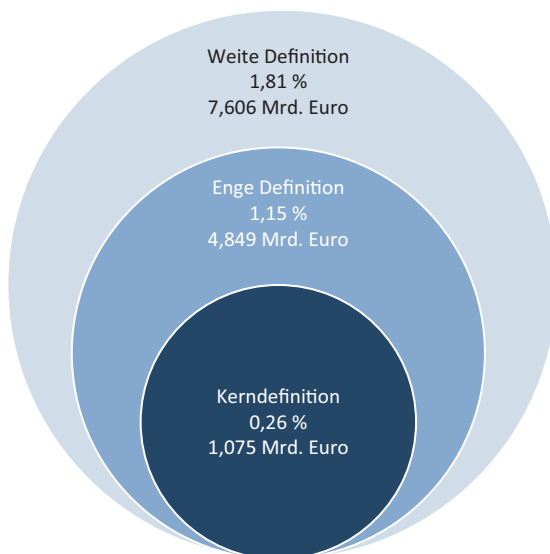 Weite Definition
1,81 %
7,606 Mrd. Euro
Enge Definition
1,15 %
4,849 Mrd. Euro
Kerndefinition
0,26 %
1,075 Mrd. Euro